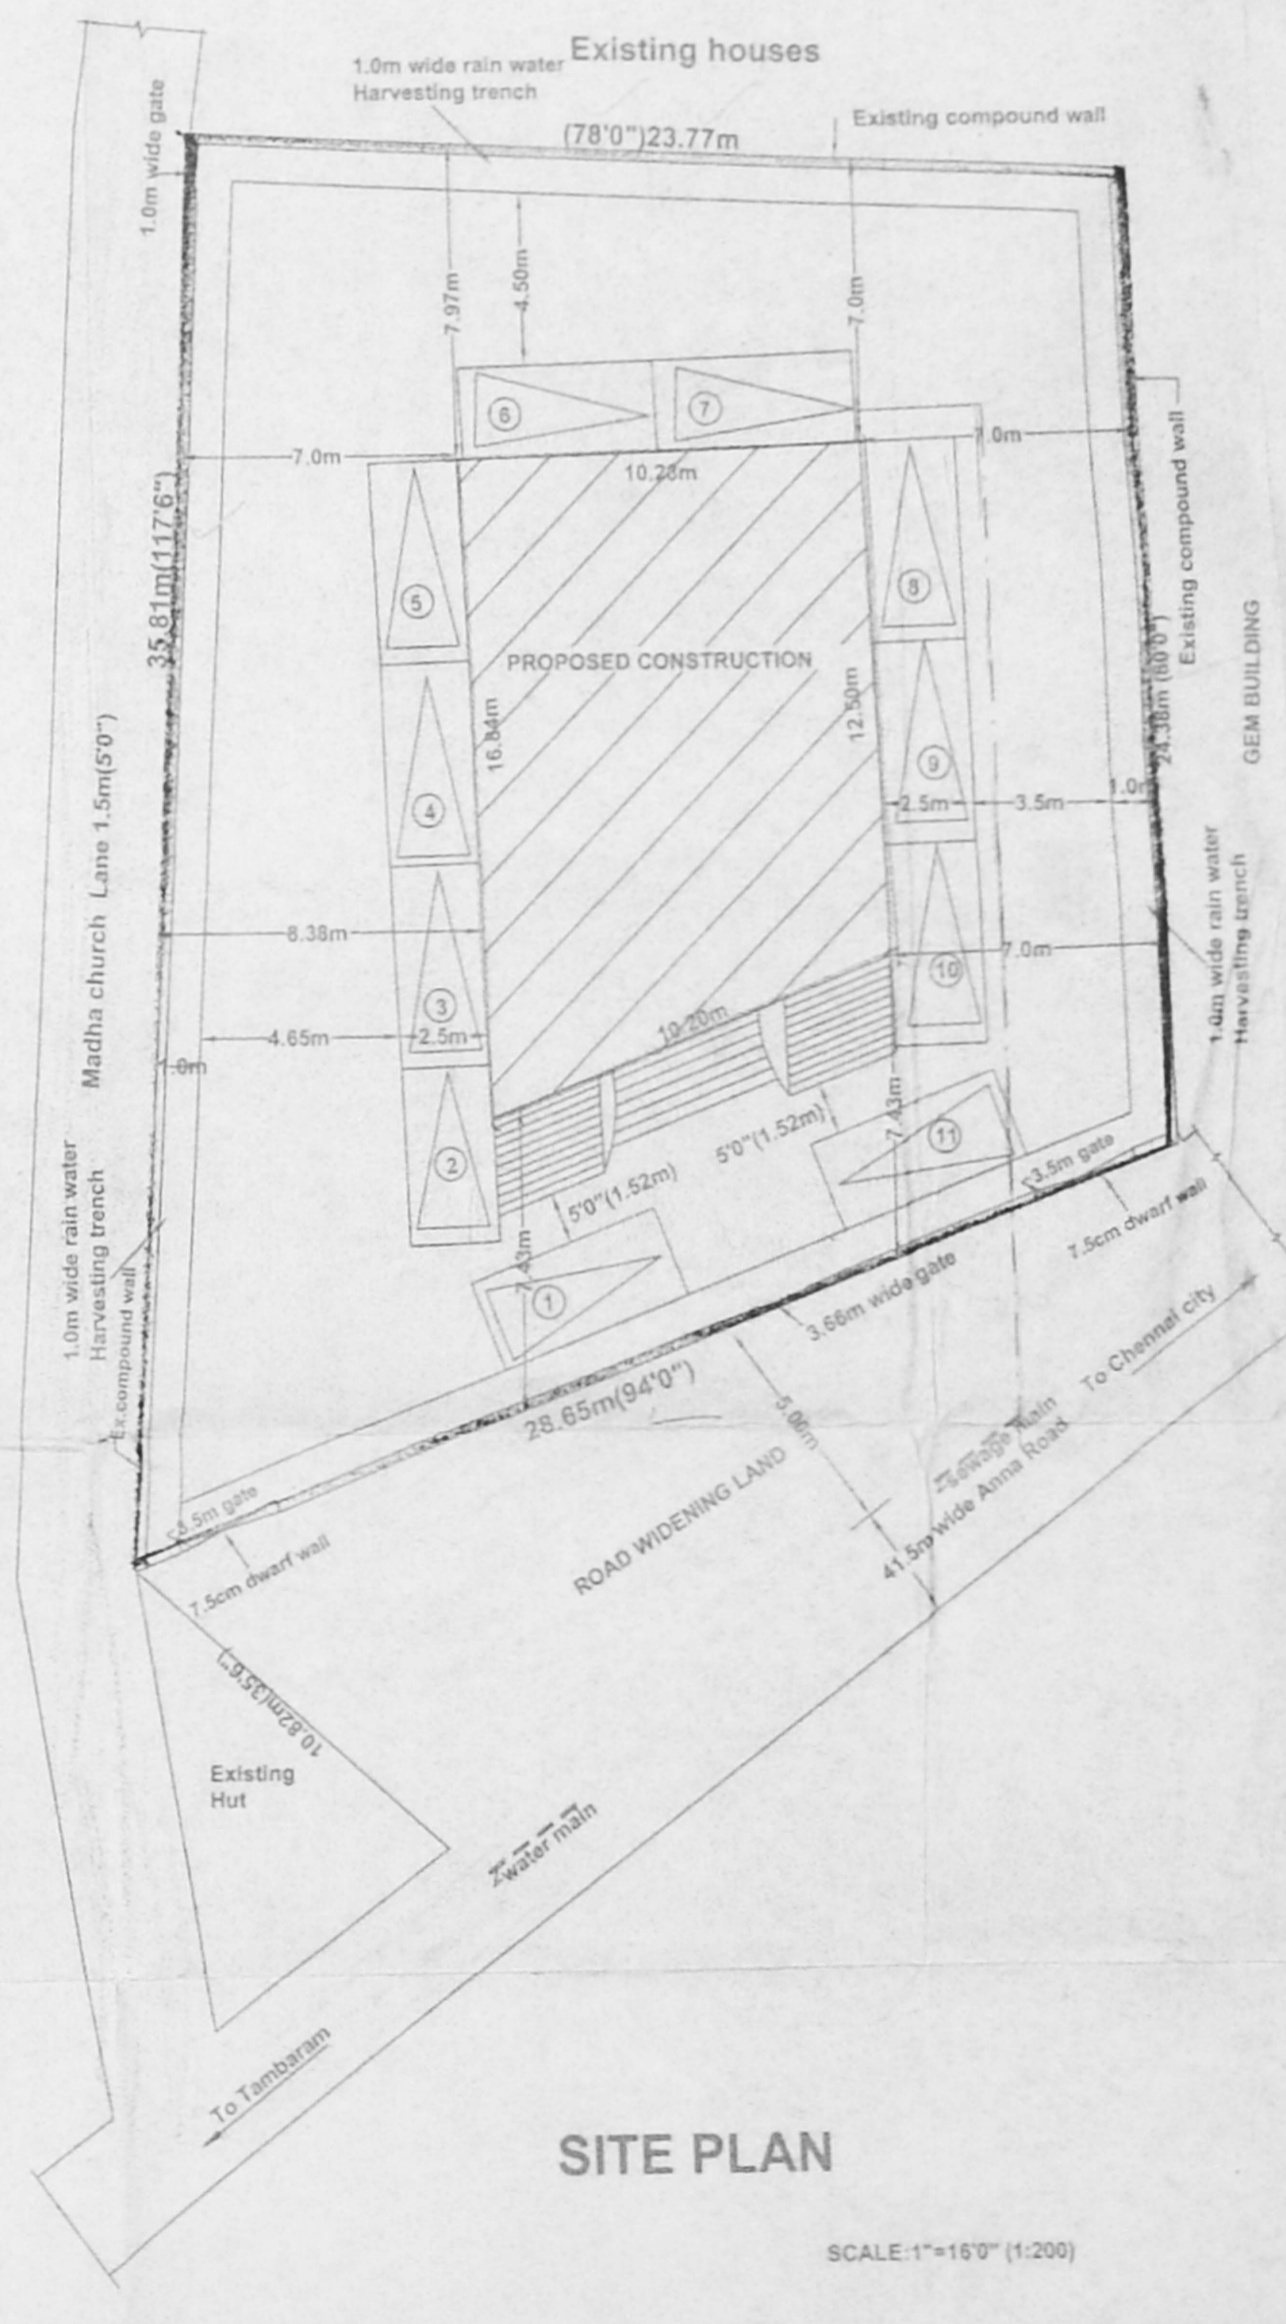 Existing houses
1.0m wide rain water
Harvesting trench
Existing compound wall
(78'0")23.77m
1.0m wide gate
7.97m
4.50m
7.0m
6
7
7.0m
7.0m
10.28m
35.81m(117'6")
Existing compound wall
5
8
PROPOSED CONSTRUCTION
24.38m (80'0")
GEM BUILDING
16.64m
12.50m
9
4
2.5m
3.5m
1.0m
Madha church Lane 1.5m(5'0")
1.0m wide rain water
Harvesting trench
8.38m
7.0m
10
3
10.20m
4.65m
2.5m
1.0m
7.43m
5'0"(1.52m)
11
2
3.5m gate
5'0"(1.52m)
7.5cm dwarf wall
1.0m wide rain water
Harvesting trench
Ex.compound wall
7.43m
1
3.66m wide gate
To Chennai city
28.65m(94'0")
5.00m
sewage main
41.5m wide Anna Road
ROAD WIDENING LAND
3.5m gate
7.5cm dwarf wall
10.82m(35'6")
Existing
Hut
water main
To Tambaram
SITE PLAN
SCALE:1"=16'0" (1:200)